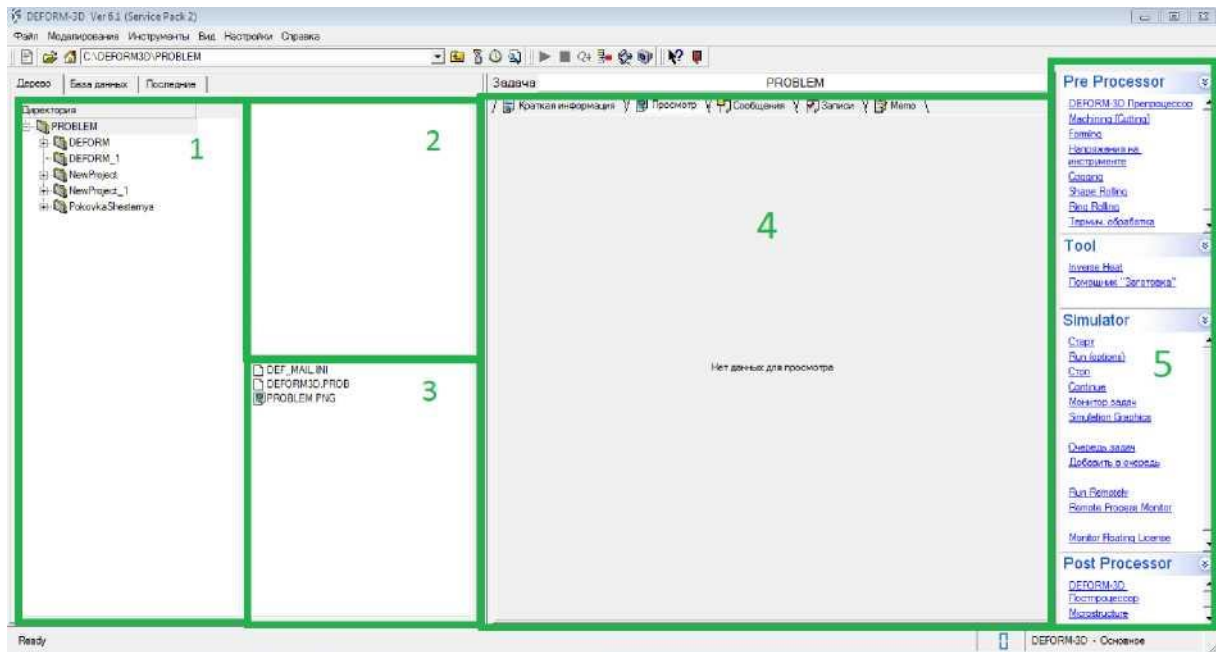 DEFORM-3D Ver 6.1 (Service Pack 2)
Файл Моделирование Инструменты Вид Настройки Справка
C:\DEFORM3D\PROBLEM
Дерево База данных Последние
Директория
PROBLEM
DEFORM
DEFORM_1
NewProject
NewProject_1
PokovkaShesternya
1
2
DEF_MAIL.INI
DEFORM3D.PROB
PROBLEM.PNG
3
Задача PROBLEM
Краткая информация Просмотр Сообщения Записи Memo
4
Нет данных для просмотра
Pre Processor
DEFORM-3D Препроцессор
Machining (Cutting)
Forming
Напряжения на
инструменте
Cogging
Shape Rolling
Ring Rolling
Термич. обработка
Tool
Inverse Heat
Помощник "Заготовка"
Simulator
Старт
Run (options)
Стоп
Continue
Монитор задач
Simulation Graphics
Очередь задач
Добавить в очередь
Run Remotely
Remote Process Monitor
Monitor Floating License
5
Post Processor
DEFORM-3D
Постпроцессор
Microstructure
Ready
DEFORM-3D - Основное